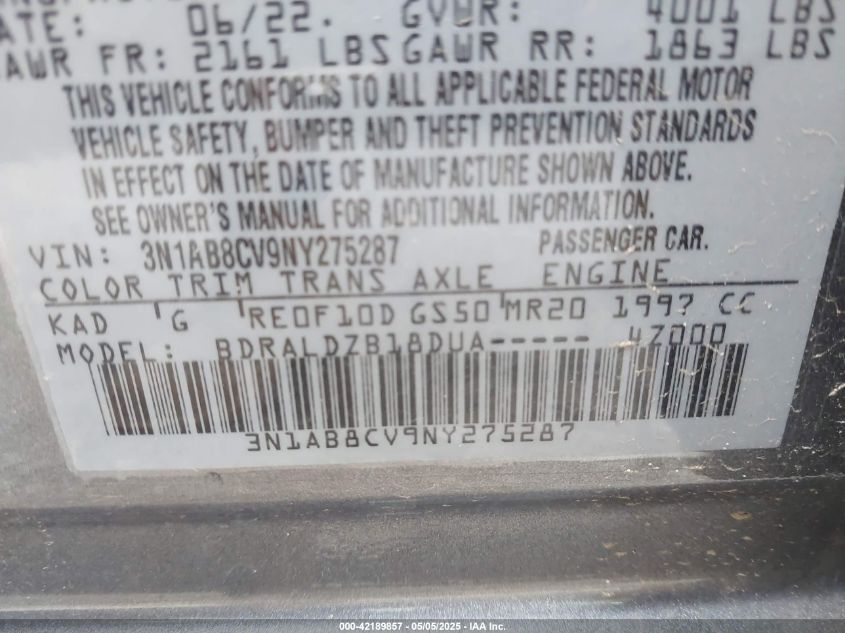 DATE: 06/22. GVWR: 4001 LBS
GAWR FR: 2161 LBS GAWR RR: 1863 LBS
THIS VEHICLE CONFORMS TO ALL APPLICABLE FEDERAL MOTOR
VEHICLE SAFETY, BUMPER AND THEFT PREVENTION STANDARDS
IN EFFECT ON THE DATE OF MANUFACTURE SHOWN ABOVE.
SEE OWNER'S MANUAL FOR ADDITIONAL INFORMATION.
VIN: 3N1AB8CV9NY275287 PASSENGER CAR.
COLOR TRIM TRANS AXLE ENGINE
KAD G RE0F10D GS50 MR20 1997 CC
MODEL: BDRALDZB18DUA----- 4Z000
3N1AB8CV9NY275287
000-42189857 - 05/05/2025 - IAA Inc.